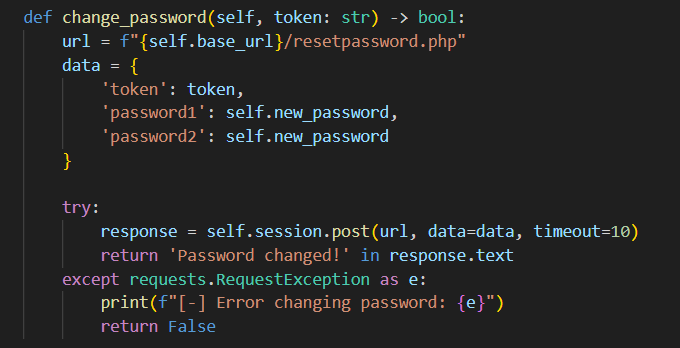 def change_password(self, token: str) -> bool:
    url = f"{self.base_url}/resetpassword.php"
    data = {
        'token': token,
        'password1': self.new_password,
        'password2': self.new_password
    }

    try:
        response = self.session.post(url, data=data, timeout=10)
        return 'Password changed!' in response.text
    except requests.RequestException as e:
        print(f"[-] Error changing password: {e}")
        return False